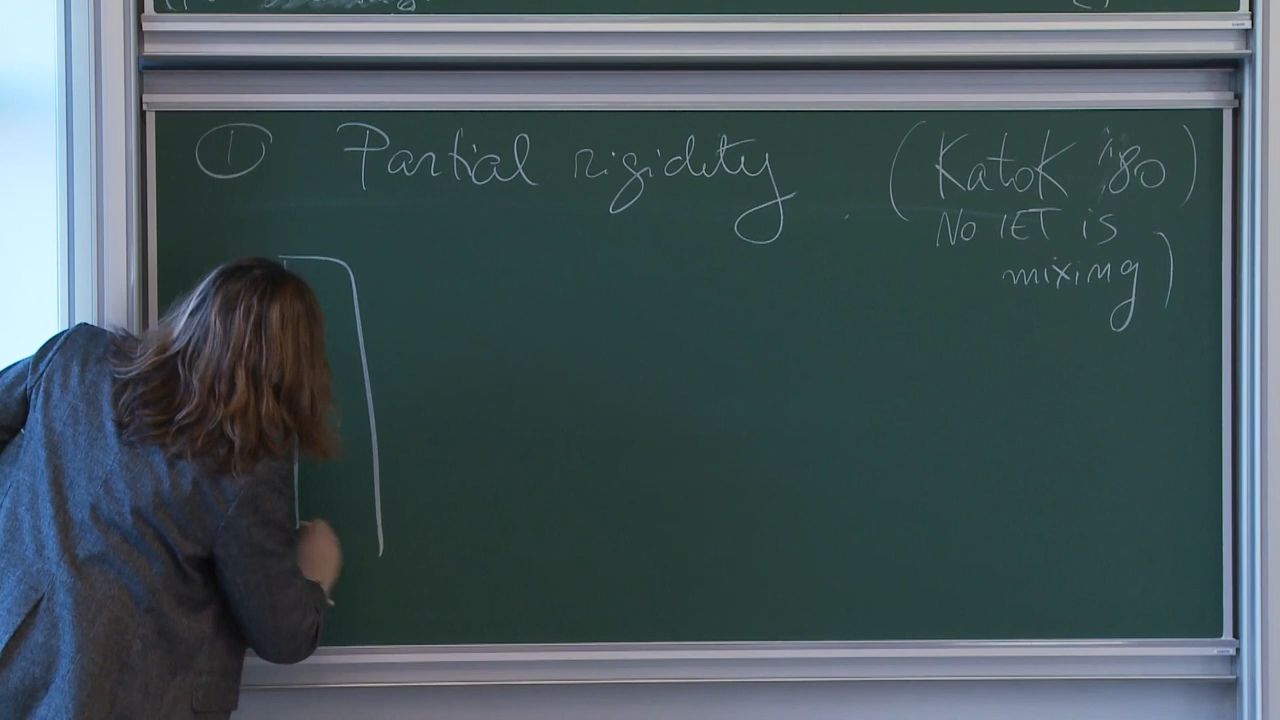 ① Partial rigidity (Katok '80)
No IET is
mixing)